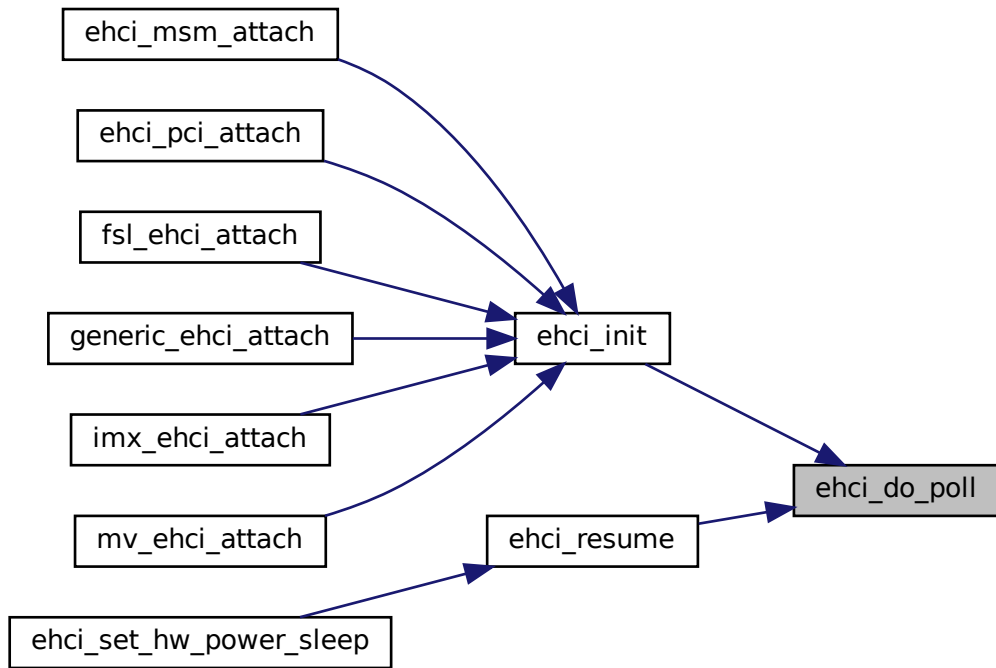 ehci_msm_attach
ehci_pci_attach
fsl_ehci_attach
generic_ehci_attach
ehci_init
imx_ehci_attach
ehci_do_poll
mv_ehci_attach
ehci_resume
ehci_set_hw_power_sleep